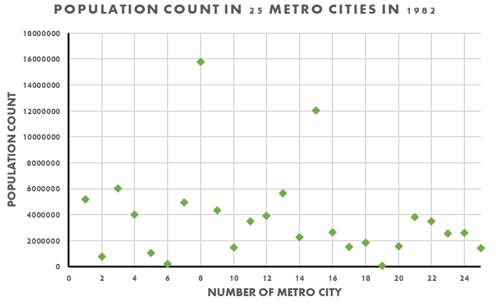 POPULATION COUNT IN 25 METRO CITIES IN 1982
POPULATION COUNT
18000000
16000000
14000000
12000000
10000000
8000000
6000000
4000000
2000000
0
0 2 4 6 8 10 12 14 16 18 20 22 24
NUMBER OF METRO CITY